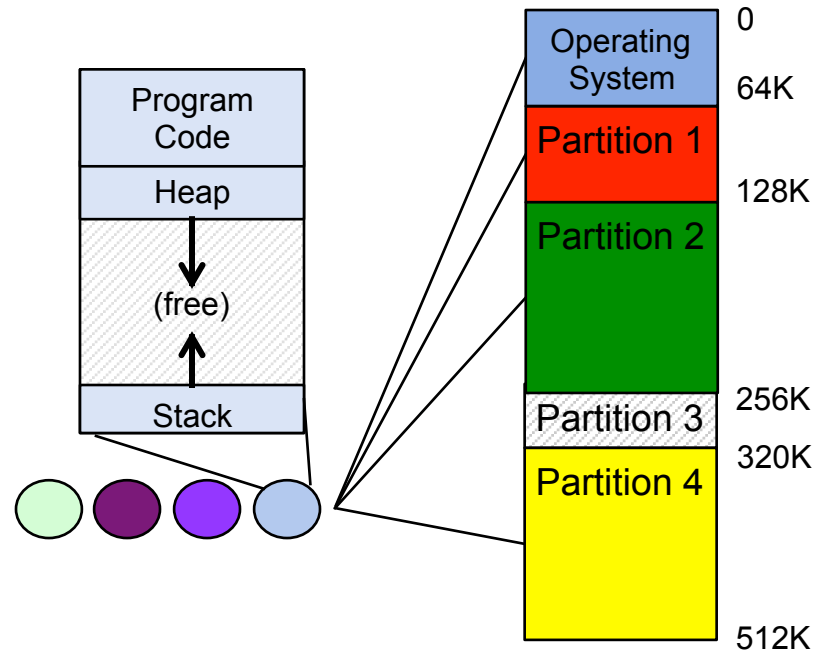 Program
Code
Heap
(free)
Stack
Operating
System
Partition 1
Partition 2
Partition 3
Partition 4
0
64K
128K
256K
320K
512K